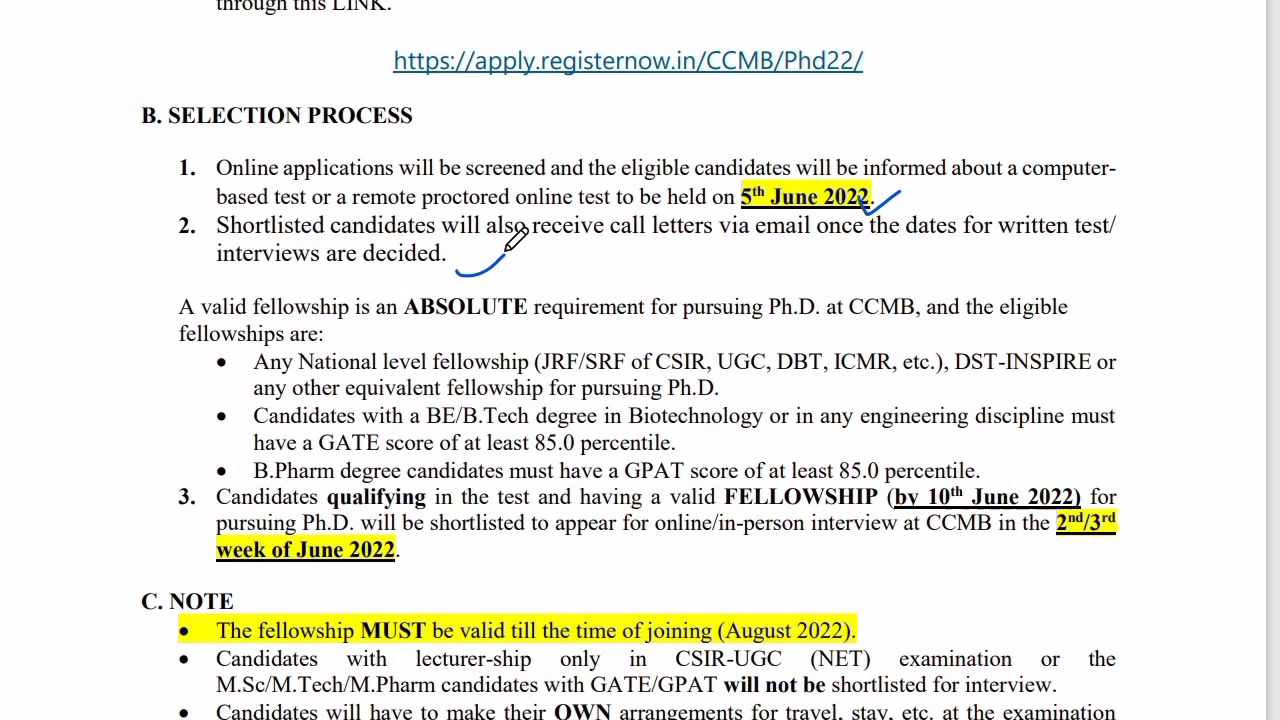 through this LINK.
https://apply.registernow.in/CCMB/Phd22/
B. SELECTION PROCESS
1. Online applications will be screened and the eligible candidates will be informed about a computer-
based test or a remote proctored online test to be held on 5th June 2022.
2. Shortlisted candidates will also receive call letters via email once the dates for written test/
interviews are decided.
A valid fellowship is an ABSOLUTE requirement for pursuing Ph.D. at CCMB, and the eligible
fellowships are:
• Any National level fellowship (JRF/SRF of CSIR, UGC, DBT, ICMR, etc.), DST-INSPIRE or
any other equivalent fellowship for pursuing Ph.D.
• Candidates with a BE/B.Tech degree in Biotechnology or in any engineering discipline must
have a GATE score of at least 85.0 percentile.
• B.Pharm degree candidates must have a GPAT score of at least 85.0 percentile.
3. Candidates qualifying in the test and having a valid FELLOWSHIP (by 10th June 2022) for
pursuing Ph.D. will be shortlisted to appear for online/in-person interview at CCMB in the 2nd/3rd
week of June 2022.
C. NOTE
• The fellowship MUST be valid till the time of joining (August 2022).
• Candidates with lecturer-ship only in CSIR-UGC (NET) examination or the
M.Sc/M.Tech/M.Pharm candidates with GATE/GPAT will not be shortlisted for interview.
• Candidates will have to make their OWN arrangements for travel, stay, etc. at the examination